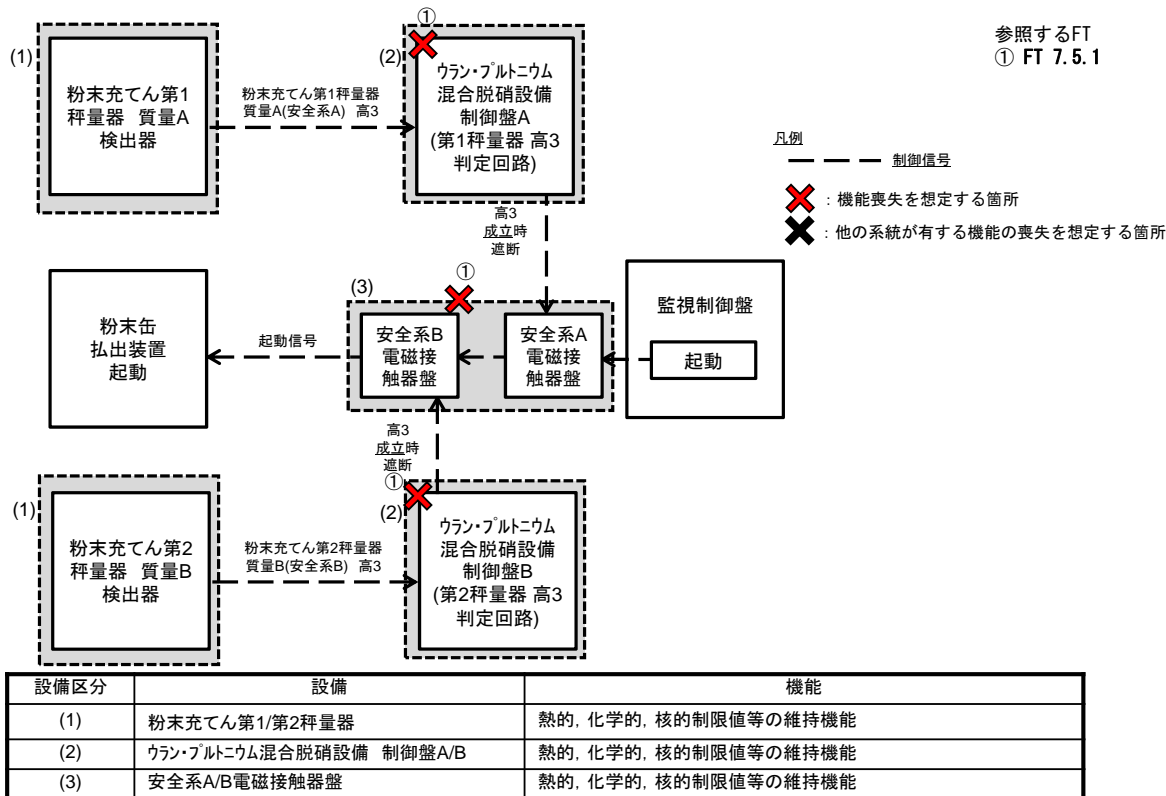 ①
(1)
粉末充てん第1
秤量器 質量A
検出器
粉末充てん第1秤量器
質量A(安全系A) 高3
(2)
ウラン・プルトニウム
混合脱硝設備
制御盤A
(第1秤量器 高3
判定回路)
参照するFT
① FT 7.5.1
凡例
制御信号
：機能喪失を想定する箇所
：他の系統が有する機能の喪失を想定する箇所
高3
成立時
遮断
粉末缶
払出装置
起動
起動信号
(3)
①
安全系B
電磁接
触器盤
安全系A
電磁接
触器盤
監視制御盤
起動
高3
成立時
遮断
(1)
粉末充てん第2
秤量器 質量B
検出器
粉末充てん第2秤量器
質量B(安全系B) 高3
①
(2)
ウラン・プルトニウム
混合脱硝設備
制御盤B
(第2秤量器 高3
判定回路)
設備区分 設備 機能
(1) 粉末充てん第1/第2秤量器 熱的，化学的，核的制限値等の維持機能
(2) ウラン・プルトニウム混合脱硝設備 制御盤A/B 熱的，化学的，核的制限値等の維持機能
(3) 安全系A/B電磁接触器盤 熱的，化学的，核的制限値等の維持機能